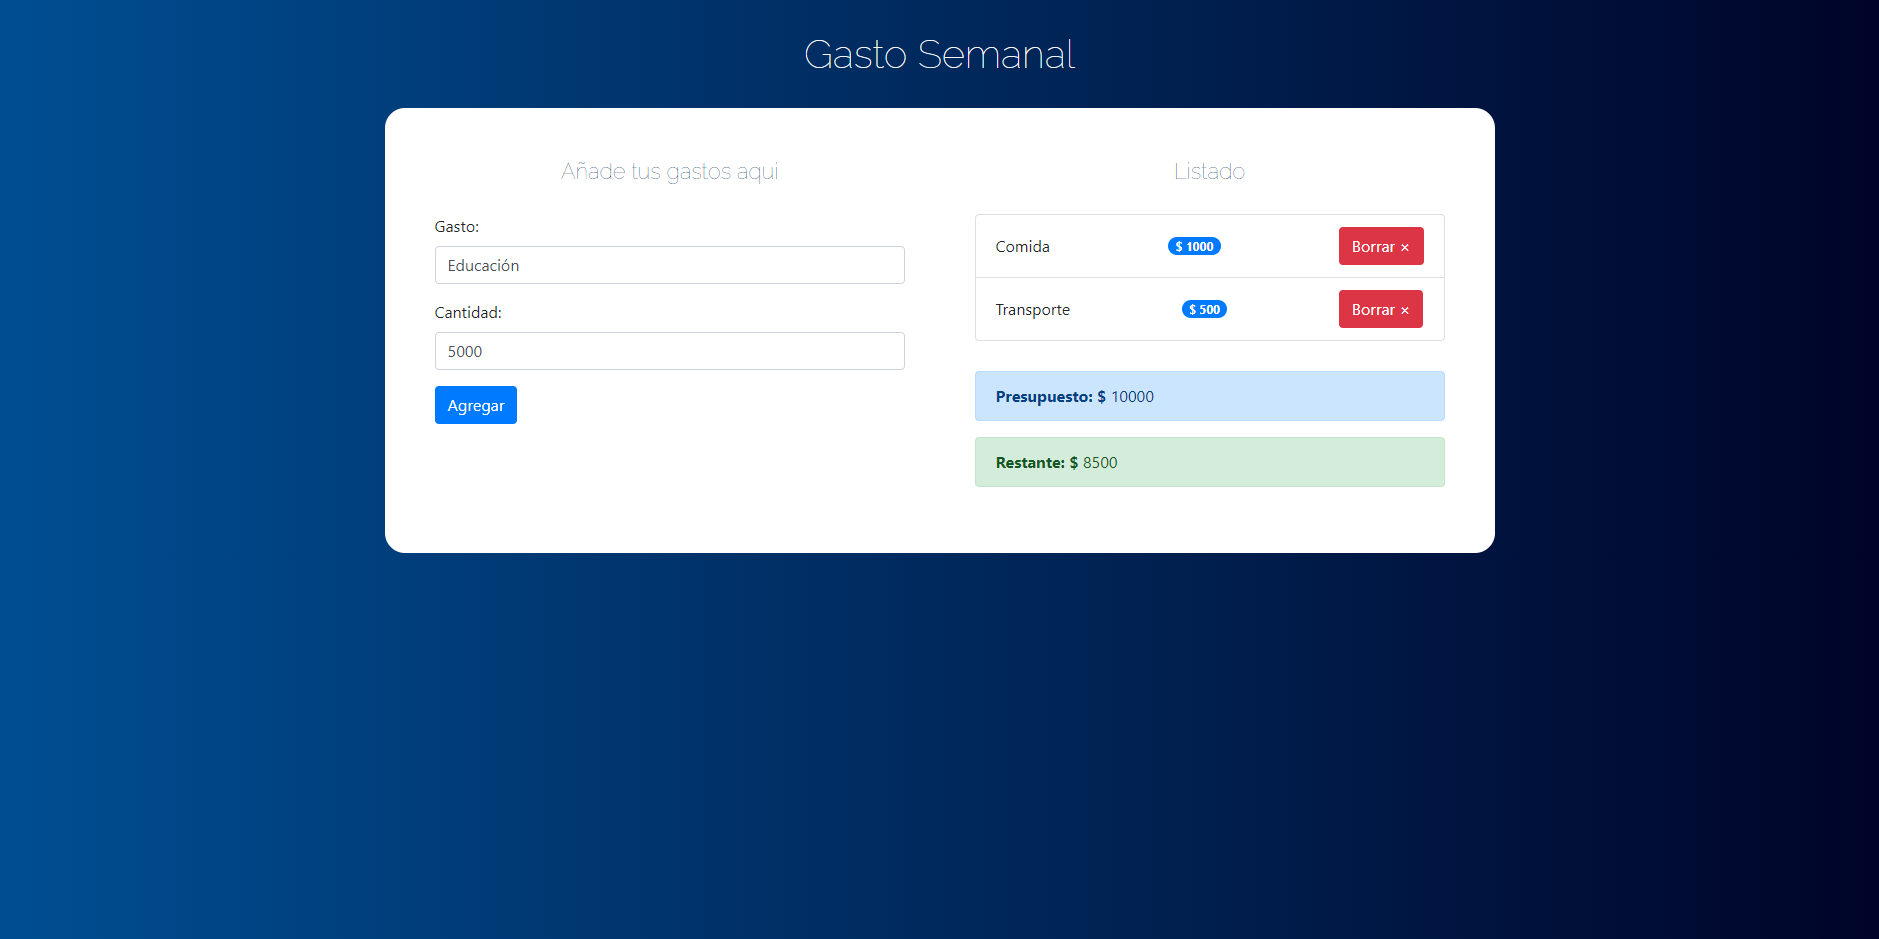 Gasto Semanal
Añade tus gastos aqui
Gasto:
Educación
Cantidad:
5000
Agregar
Listado
Comida $ 1000 Borrar ×
Transporte $ 500 Borrar ×
Presupuesto: $ 10000
Restante: $ 8500